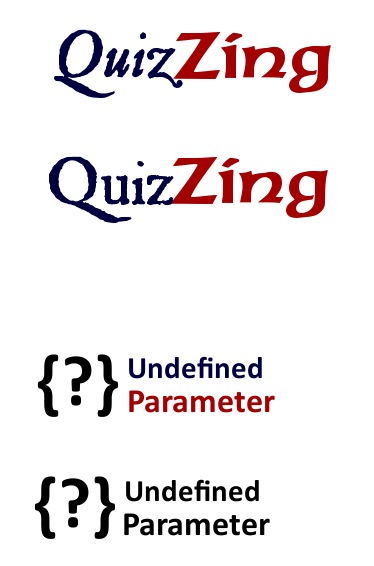 QuizZing
QuizZing
{?} Undefined
Parameter
{?} Undefined
Parameter